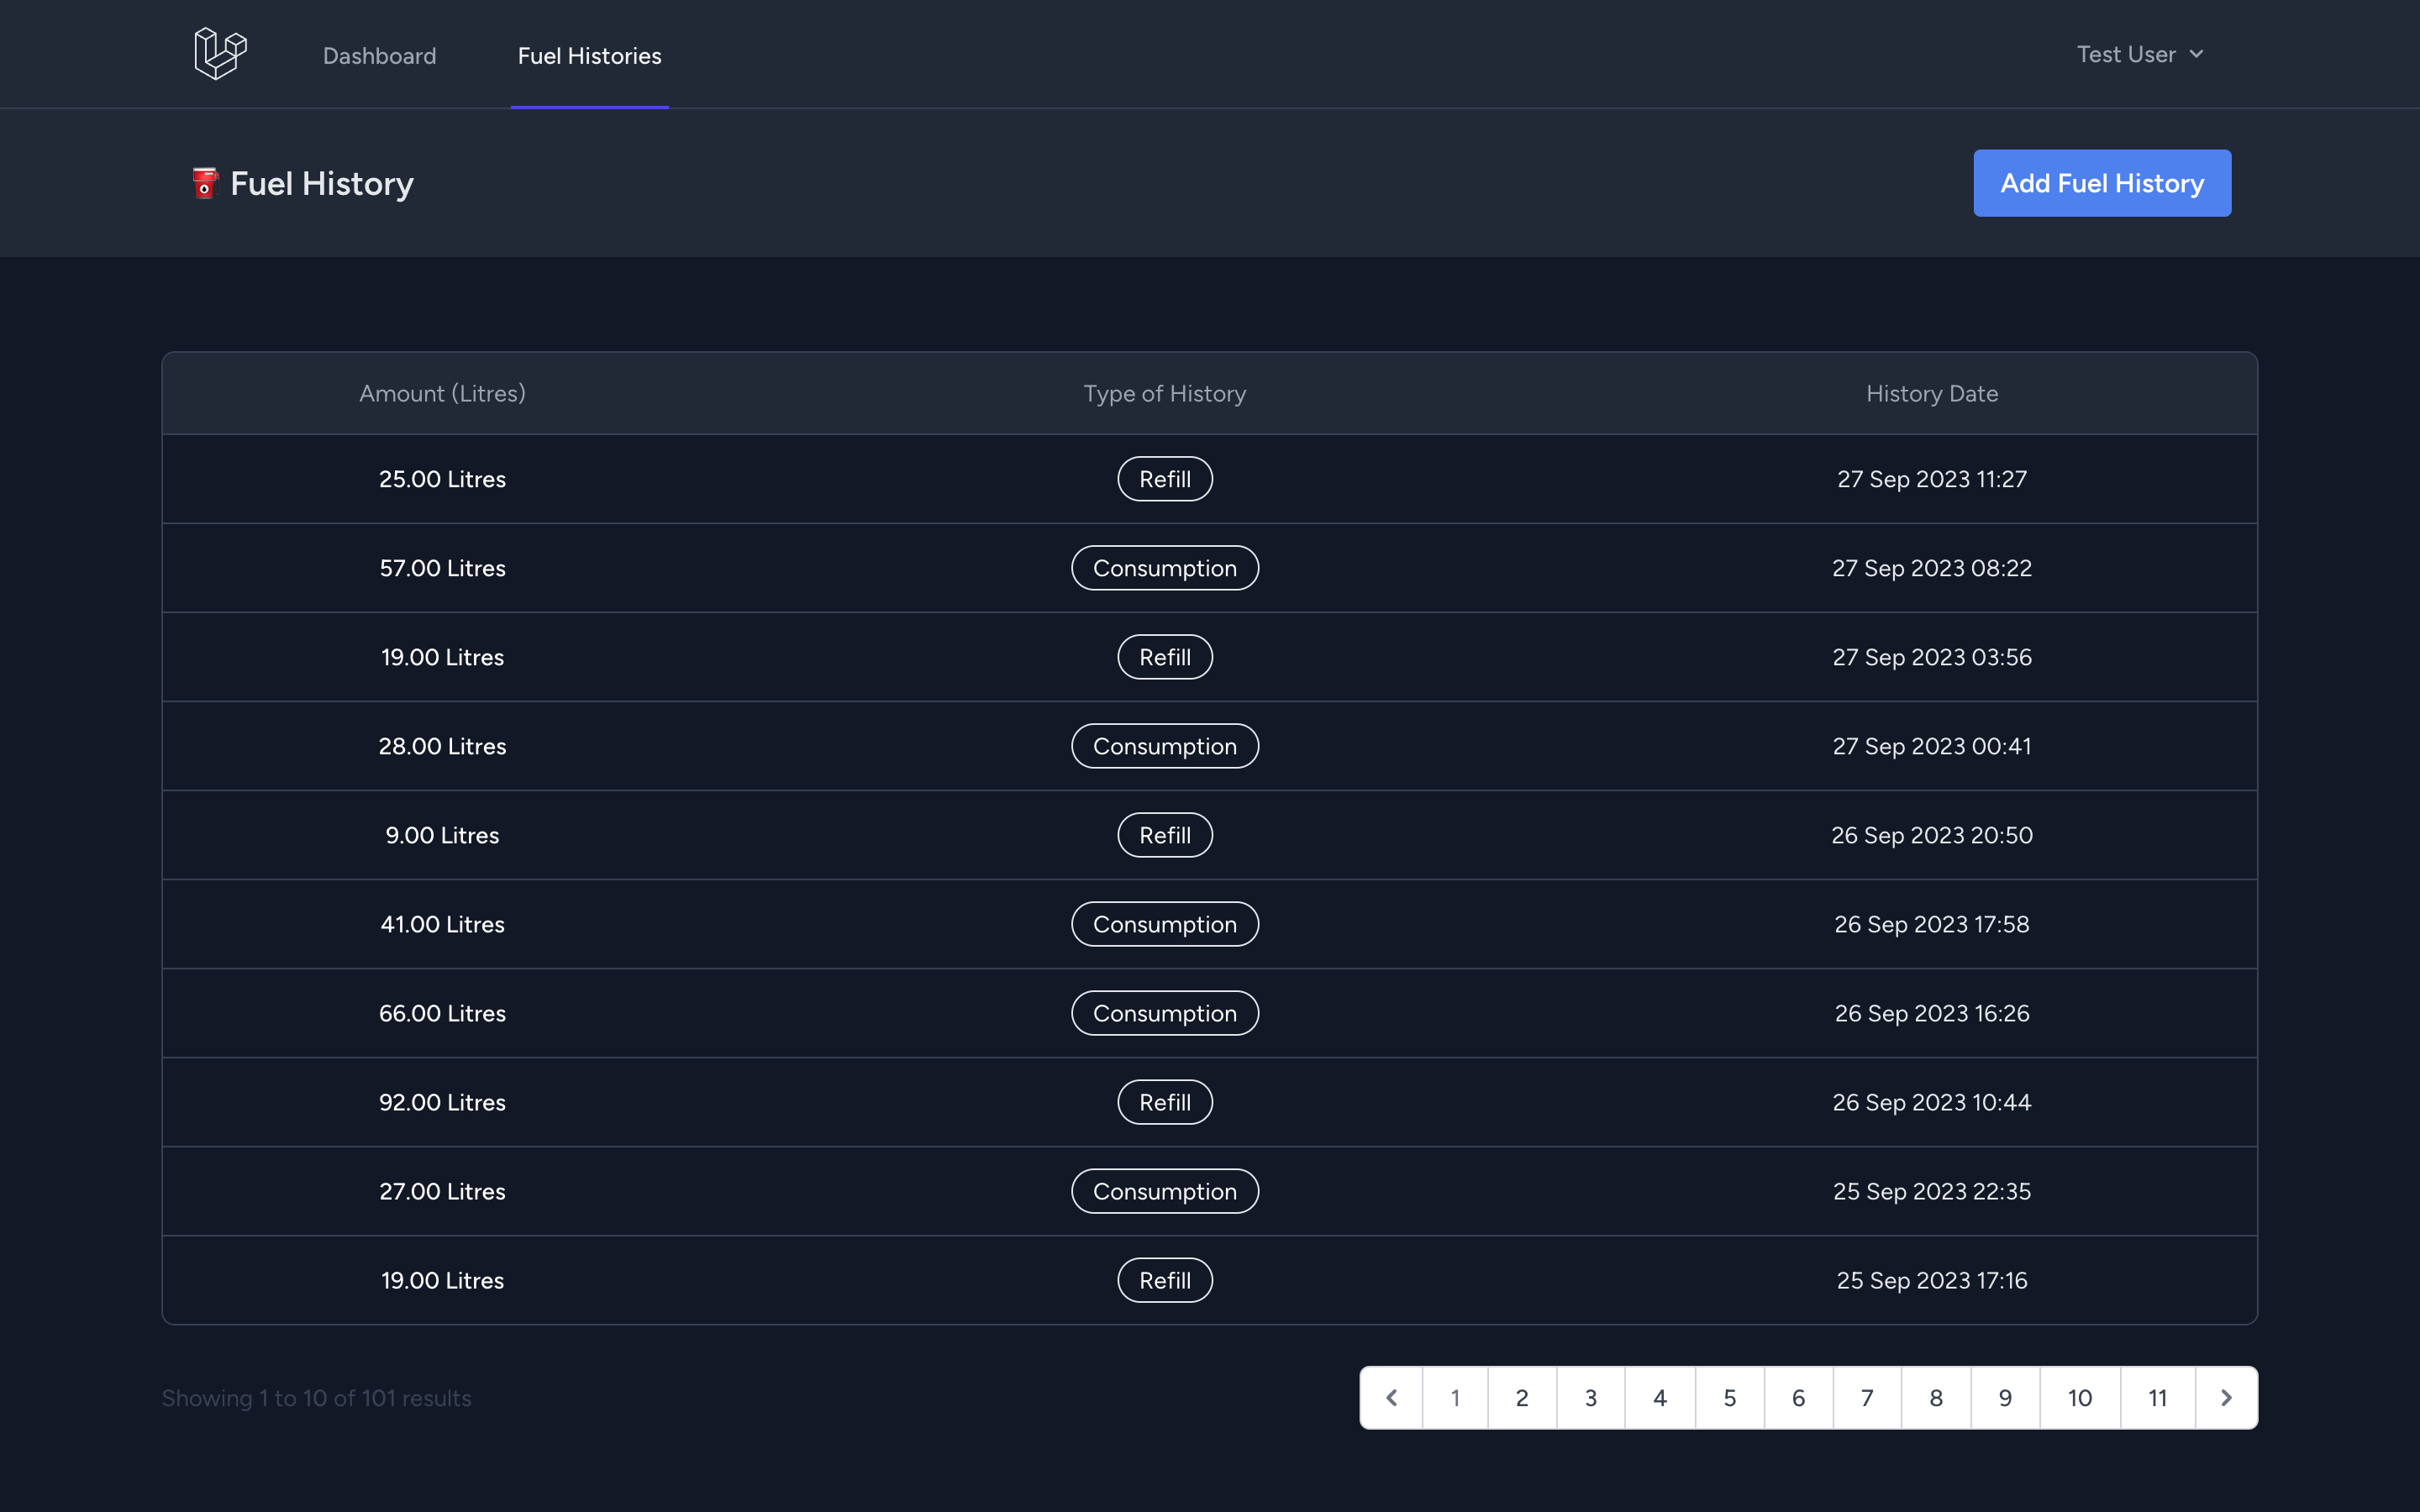 Dashboard Fuel Histories Test User
Fuel History Add Fuel History
Amount (Litres) Type of History History Date
25.00 Litres Refill 27 Sep 2023 11:27
57.00 Litres Consumption 27 Sep 2023 08:22
19.00 Litres Refill 27 Sep 2023 03:56
28.00 Litres Consumption 27 Sep 2023 00:41
9.00 Litres Refill 26 Sep 2023 20:50
41.00 Litres Consumption 26 Sep 2023 17:58
66.00 Litres Consumption 26 Sep 2023 16:26
92.00 Litres Refill 26 Sep 2023 10:44
27.00 Litres Consumption 25 Sep 2023 22:35
19.00 Litres Refill 25 Sep 2023 17:16
Showing 1 to 10 of 101 results 1 2 3 4 5 6 7 8 9 10 11